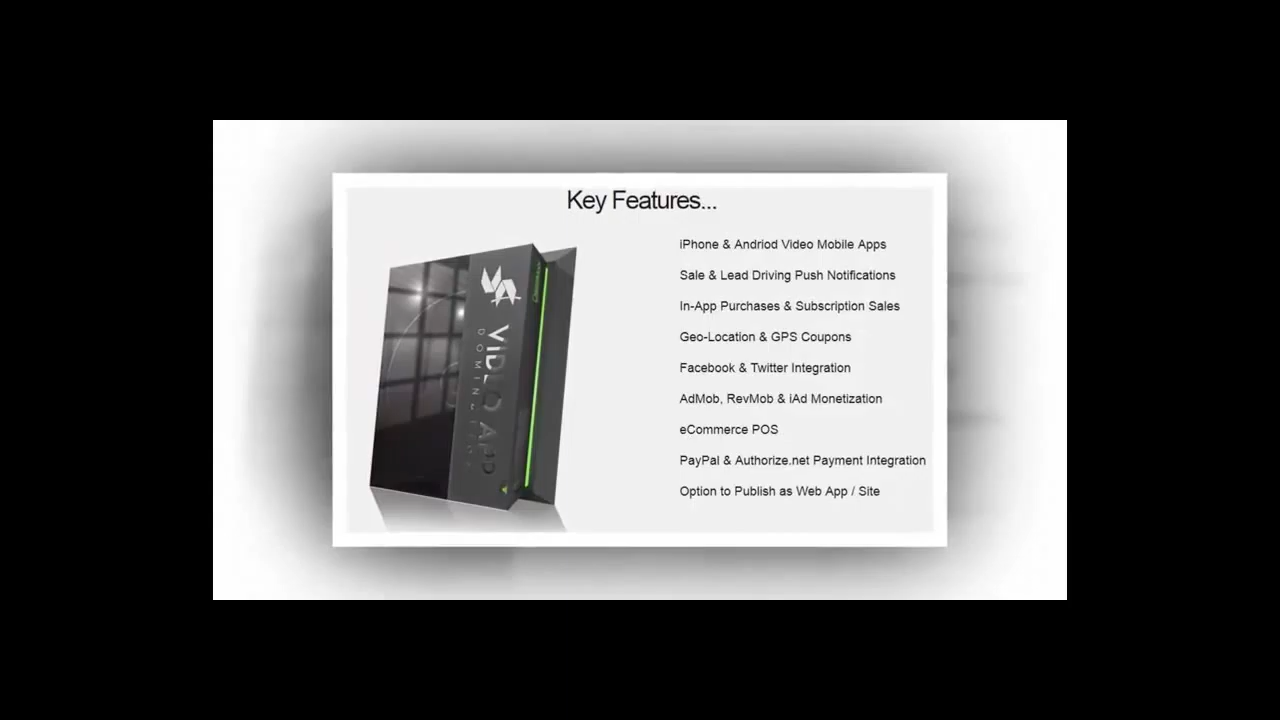 Key Features...
iPhone & Andriod Video Mobile Apps
Sale & Lead Driving Push Notifications
In-App Purchases & Subscription Sales
Geo-Location & GPS Coupons
Facebook & Twitter Integration
AdMob, RevMob & iAd Monetization
eCommerce POS
PayPal & Authorize.net Payment Integration
Option to Publish as Web App / Site
VIDEO APP